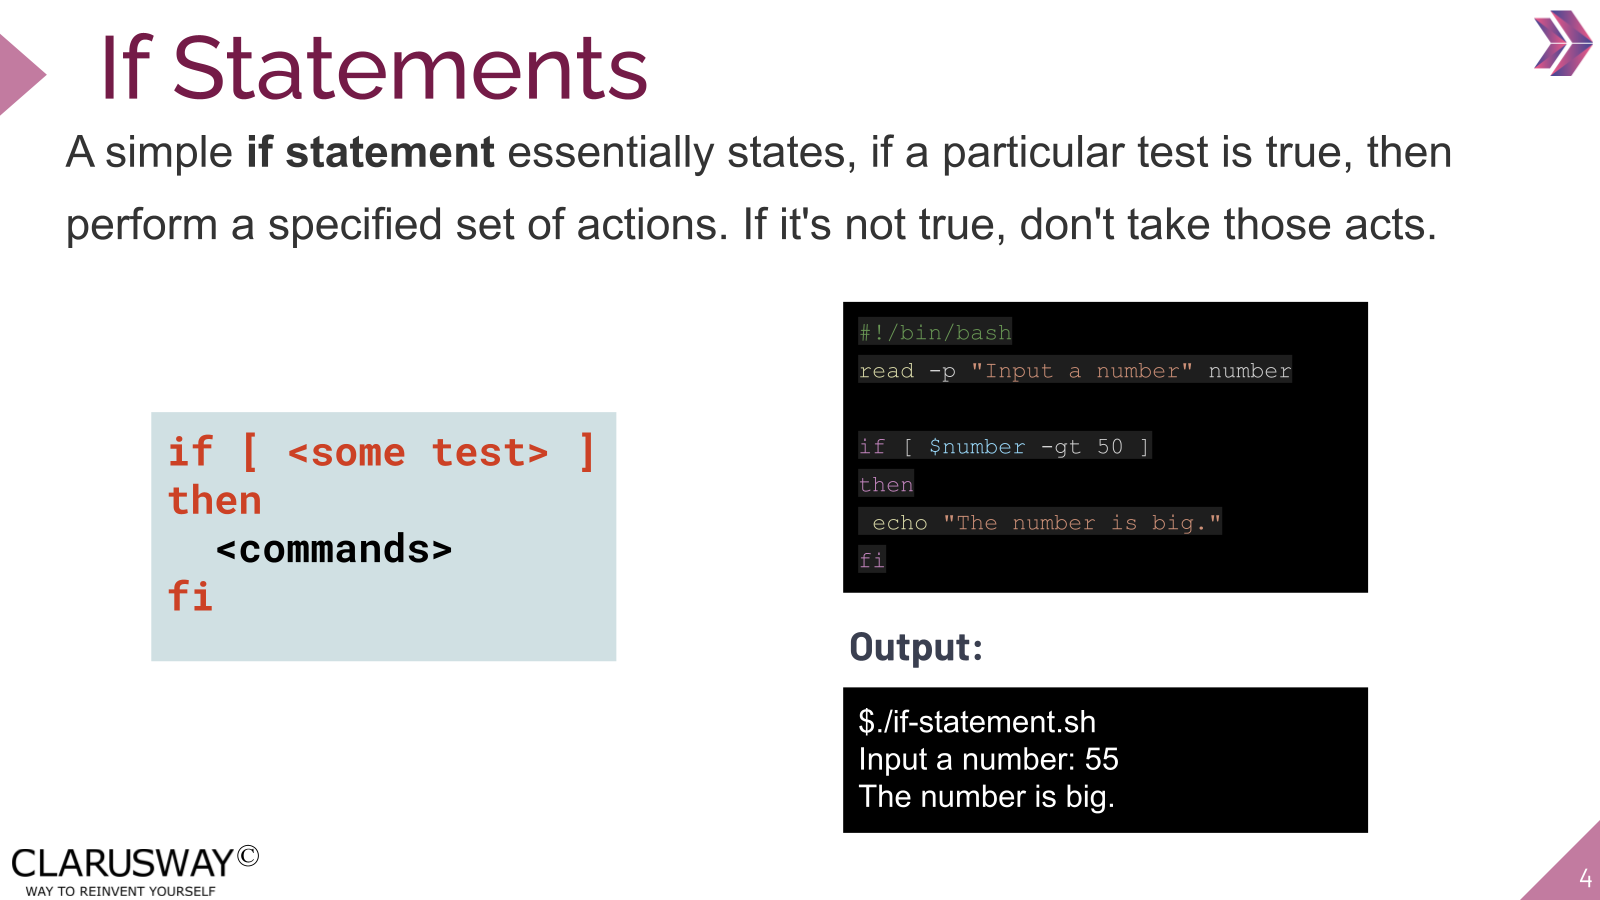 If Statements
A simple if statement essentially states, if a particular test is true, then
perform a specified set of actions. If it's not true, don't take those acts.
if [ <some test> ]
then
<commands>
fi
#!/bin/bash
read -p "Input a number" number
if [ $number -gt 50 ]
then
echo "The number is big."
fi
Output:
$./if-statement.sh
Input a number: 55
The number is big.
CLARUSWAY©
WAY TO REINVENT YOURSELF
4